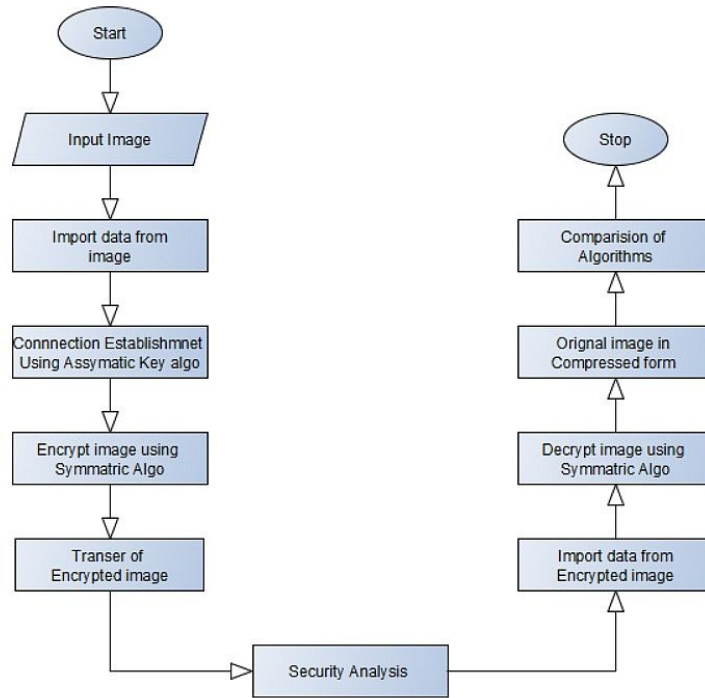 Start
Input Image
Import data from
image
Connnection Establishmnet
Using Assymatic Key algo
Encrypt image using
Symmatric Algo
Transer of
Encrypted image
Security Analysis
Import data from
Encrypted image
Decrypt image using
Symmatric Algo
Orignal image in
Compressed form
Comparision of
Algorithms
Stop